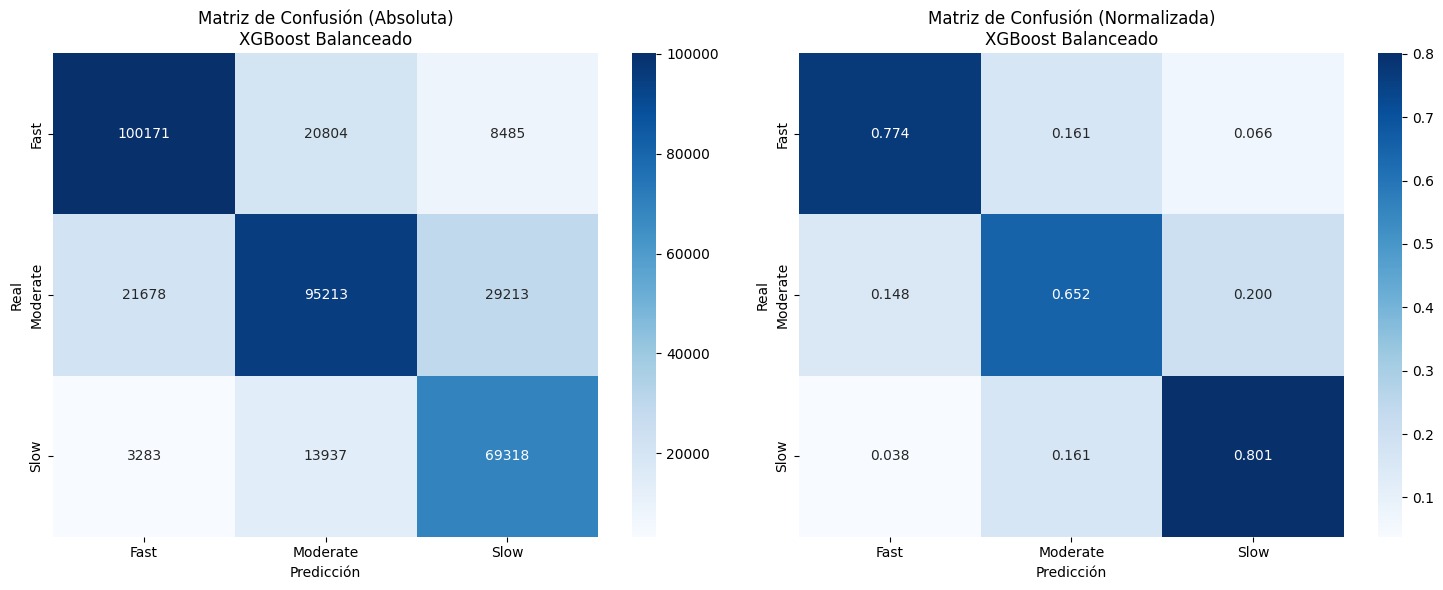 Matriz de Confusión (Absoluta)
XGBoost Balanceado
Fast
Real
Moderate
Slow
100171 20804 8485
21678 95213 29213
3283 13937 69318
Fast Moderate Slow
Predicción
100000
80000
60000
40000
20000
Matriz de Confusión (Normalizada)
XGBoost Balanceado
Fast
Real
Moderate
Slow
0.774 0.161 0.066
0.148 0.652 0.200
0.038 0.161 0.801
Fast Moderate Slow
Predicción
0.8
0.7
0.6
0.5
0.4
0.3
0.2
0.1